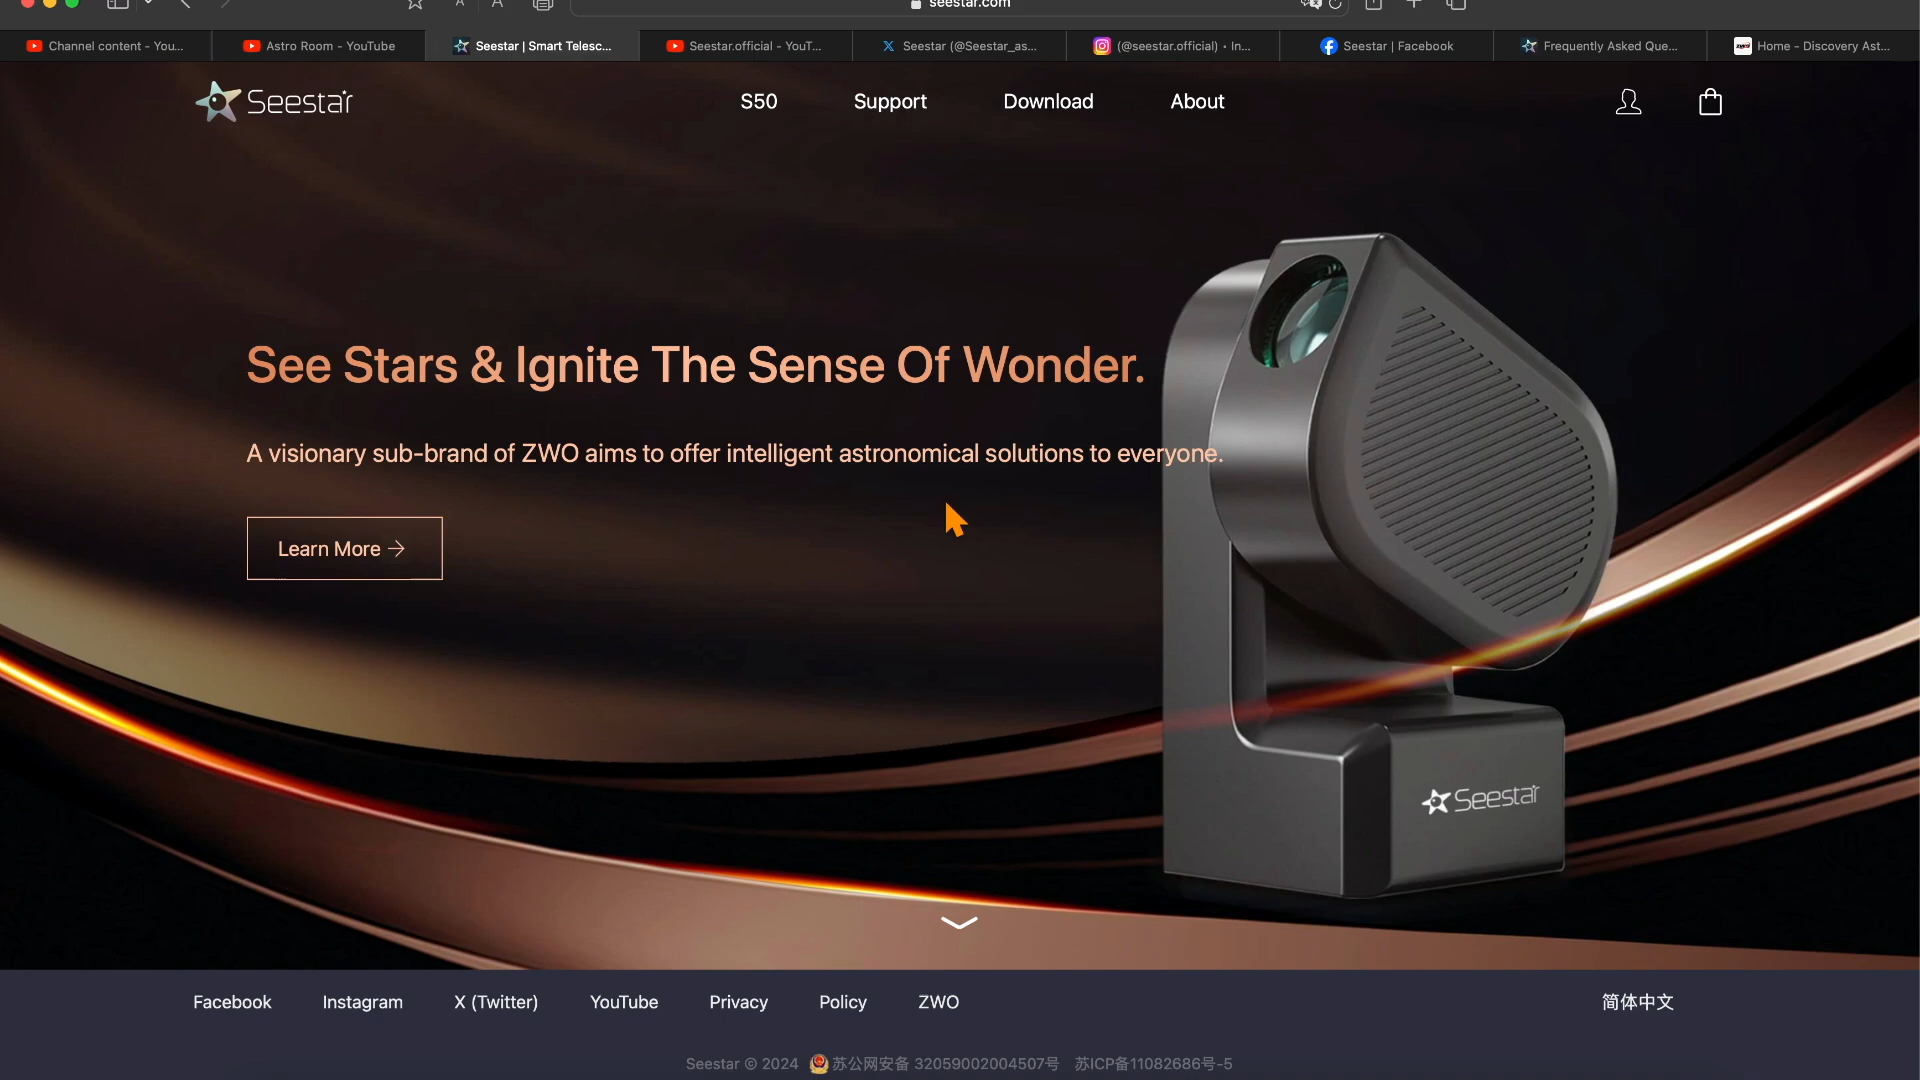 seestar.com
Channel content - You...
Astro Room - YouTube
Seestar | Smart Telesc...
Seestar.official - YouT...
Seestar (@Seestar_as...
(@seestar.official) • In...
Seestar | Facebook
Frequently Asked Que...
Home - Discovery Ast...
Seestar
S50
Support
Download
About
See Stars & Ignite The Sense Of Wonder.
A visionary sub-brand of ZWO aims to offer intelligent astronomical solutions to everyone.
Learn More
Seestar
Facebook
Instagram
X (Twitter)
YouTube
Privacy
Policy
ZWO
简体中文
Seestar © 2024 苏公网安备 32059002004507号 苏ICP备11082686号-5